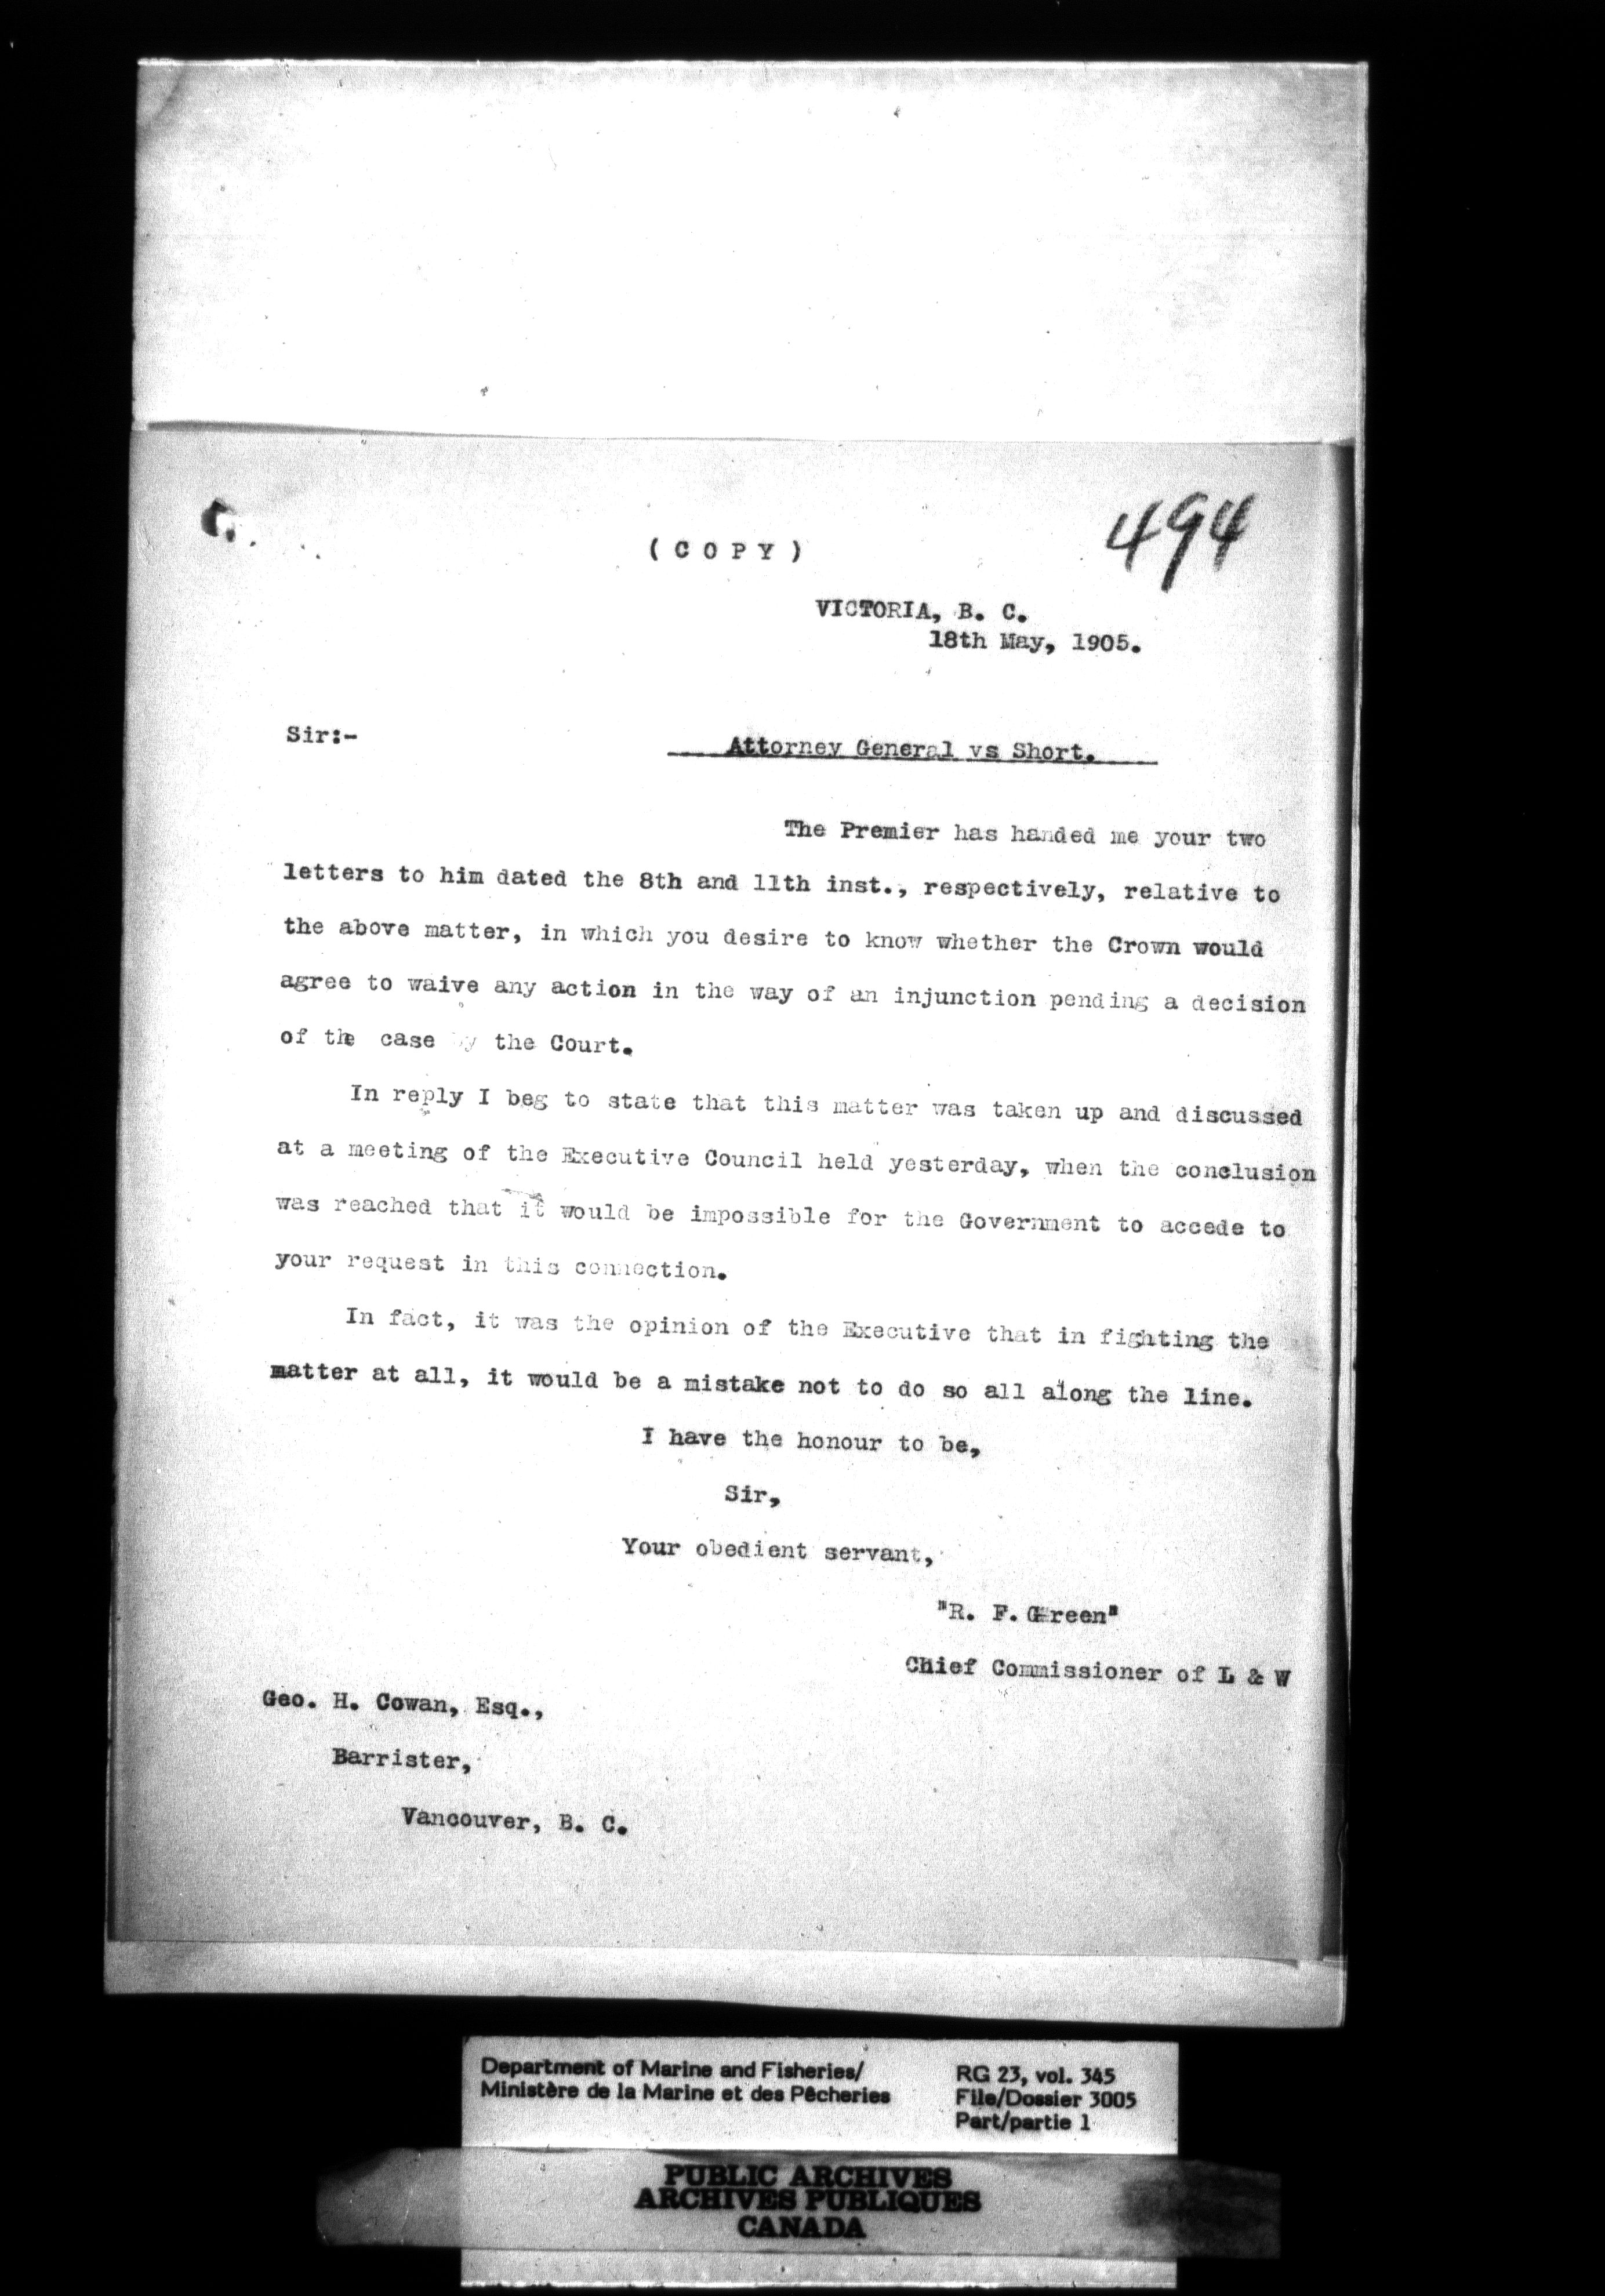 494
( C O P Y )
VICTORIA, B. C.
18th May, 1905.
Sir:-
Attorney General vs Short.
The Premier has handed me your two
letters to him dated the 8th and 11th inst., respectively, relative to
the above matter, in which you desire to know whether the Crown would
agree to waive any action in the way of an injunction pending a decision
of the case by the Court.
In reply I beg to state that this matter was taken up and discussed
at a meeting of the Executive Council held yesterday, when the conclusion
was reached that it would be impossible for the Government to accede to
your request in this connection.
In fact, it was the opinion of the Executive that in fighting the
matter at all, it would be a mistake not to do so all along the line.
I have the honour to be,
Sir,
Your obedient servant,
"R. F. Green"
Chief Commissioner of L & W
Geo. H. Cowan, Esq.,
Barrister,
Vancouver, B. C.
Department of Marine and Fisheries/
Ministère de la Marine et des Pêcheries
RG 23, vol. 345
File/Dossier 3005
Part/partie 1
PUBLIC ARCHIVES
ARCHIVES PUBLIQUES
CANADA